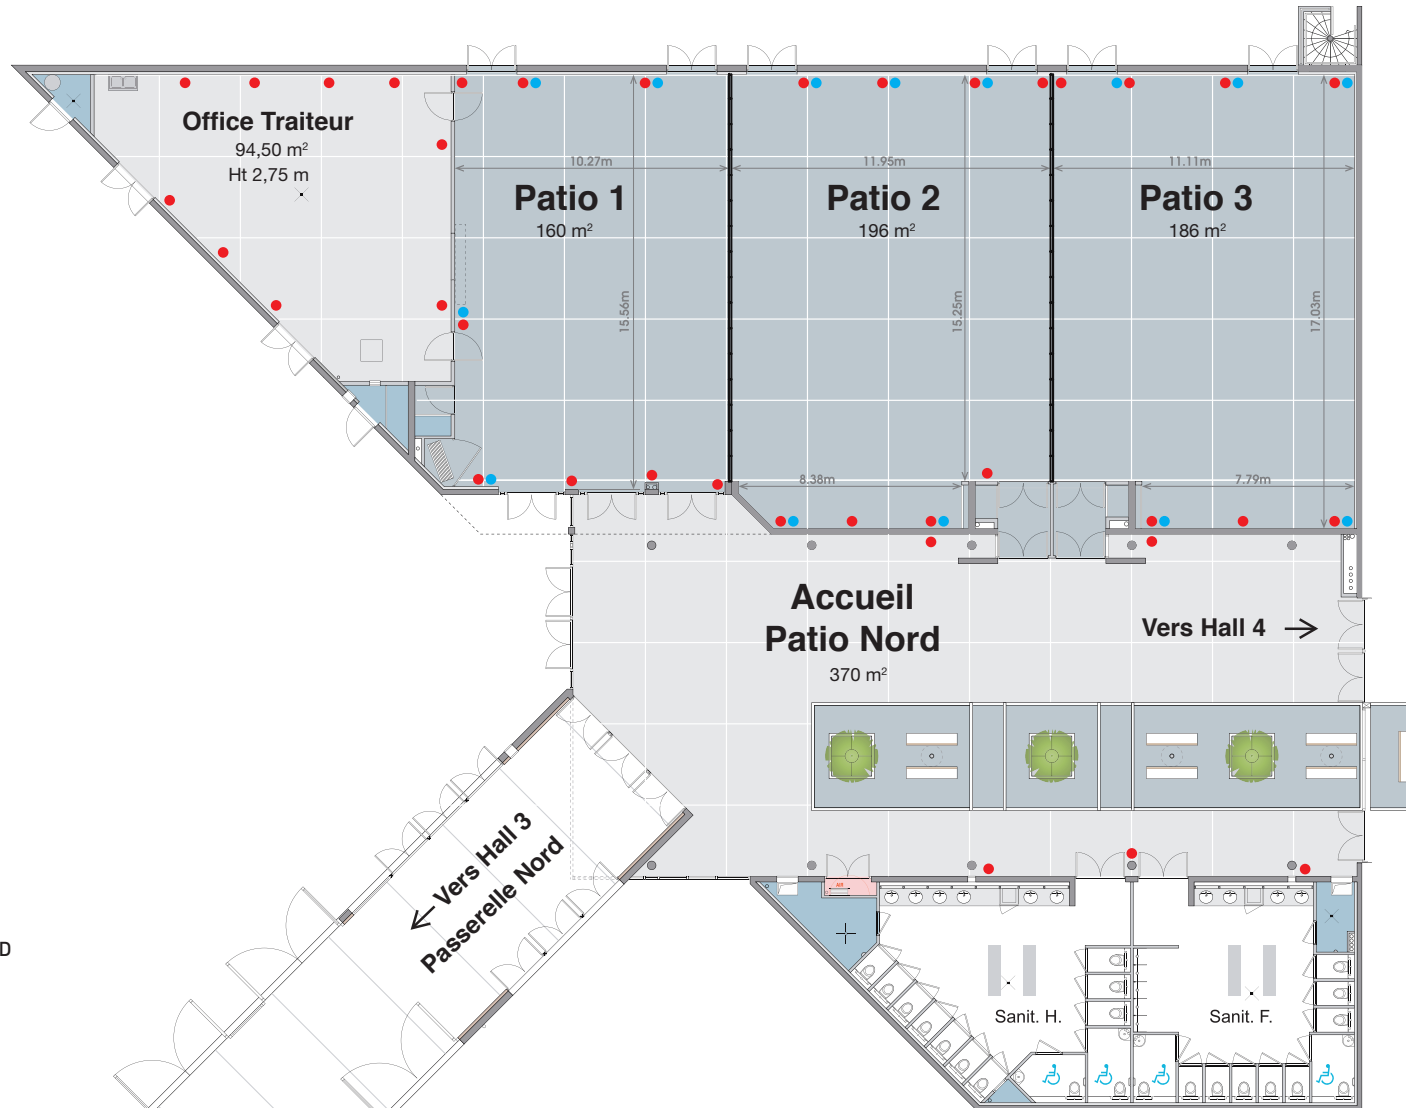 Office Traiteur
94,50 m²
Ht 2,75 m
10.27m
Patio 1
160 m²
15.56m
11.95m
Patio 2
196 m²
15.25m
8.38m
11.11m
Patio 3
186 m²
17.03m
7.79m
Accueil
Patio Nord
370 m²
Vers Hall 4
Vers Hall 3
Passerelle Nord
D
AIR
Sanit. H.
Sanit. F.